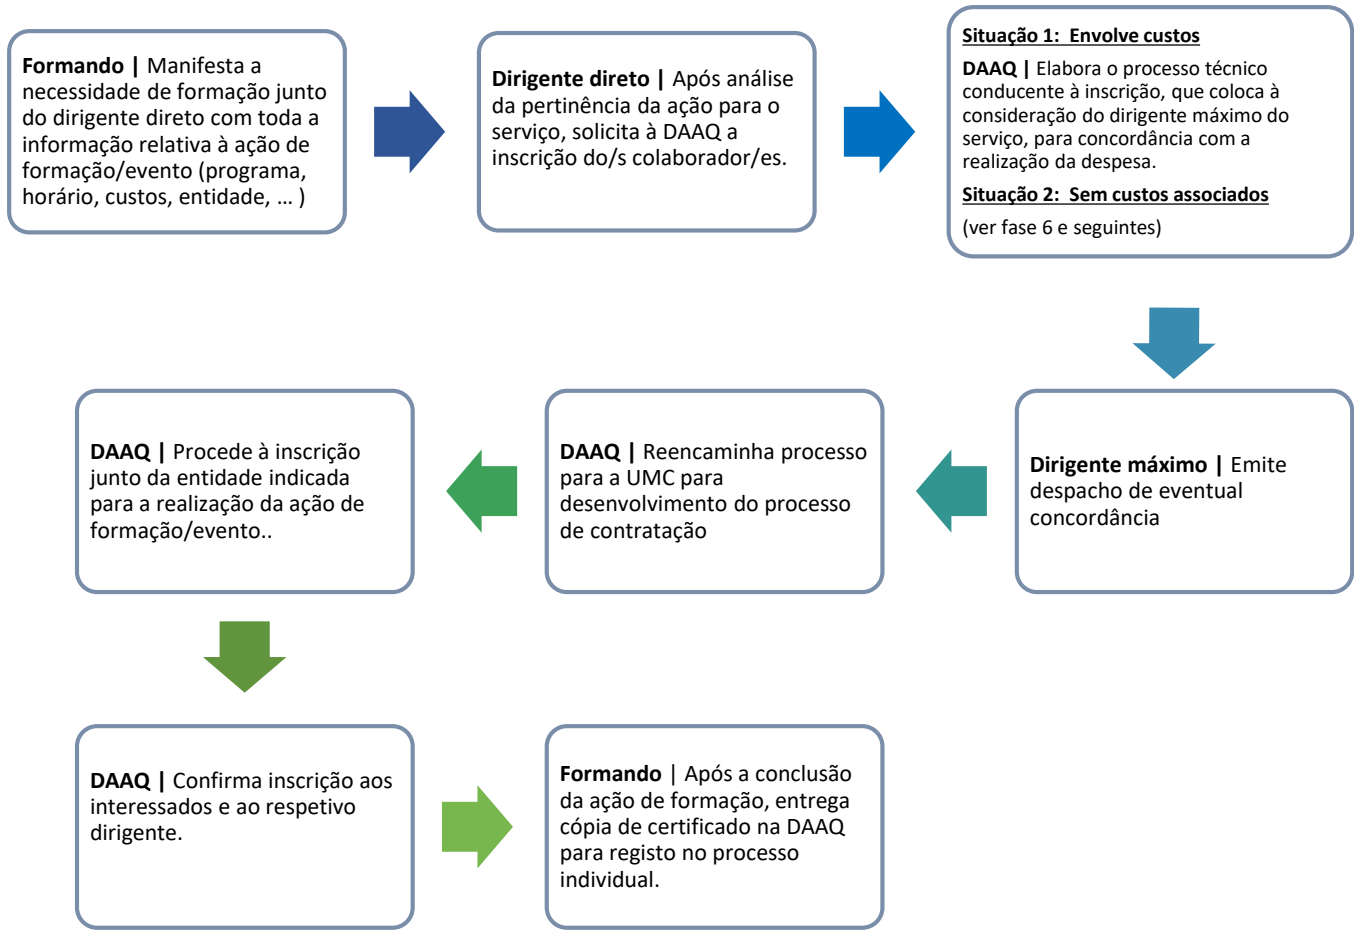 Formando | Manifesta a
necessidade de formação junto
do dirigente direto com toda a
informação relativa à ação de
formação/evento (programa,
horário, custos, entidade, ... )
Dirigente direto | Após análise
da pertinência da ação para o
serviço, solicita à DAAQ a
inscrição do/s colaborador/es.
Situação 1:  Envolve custos
DAAQ | Elabora o processo técnico
conducente à inscrição, que coloca à
consideração do dirigente máximo do
serviço, para concordância com a
realização da despesa.
Situação 2:  Sem custos associados
(ver fase 6 e seguintes)
Dirigente máximo | Emite
despacho de eventual
concordância
DAAQ | Reencaminha processo
para a UMC para
desenvolvimento do processo
de contratação
DAAQ | Procede à inscrição
junto da entidade indicada
para a realização da ação de
formação/evento..
DAAQ | Confirma inscrição aos
interessados e ao respetivo
dirigente.
Formando | Após a conclusão
da ação de formação, entrega
cópia de certificado na DAAQ
para registo no processo
individual.